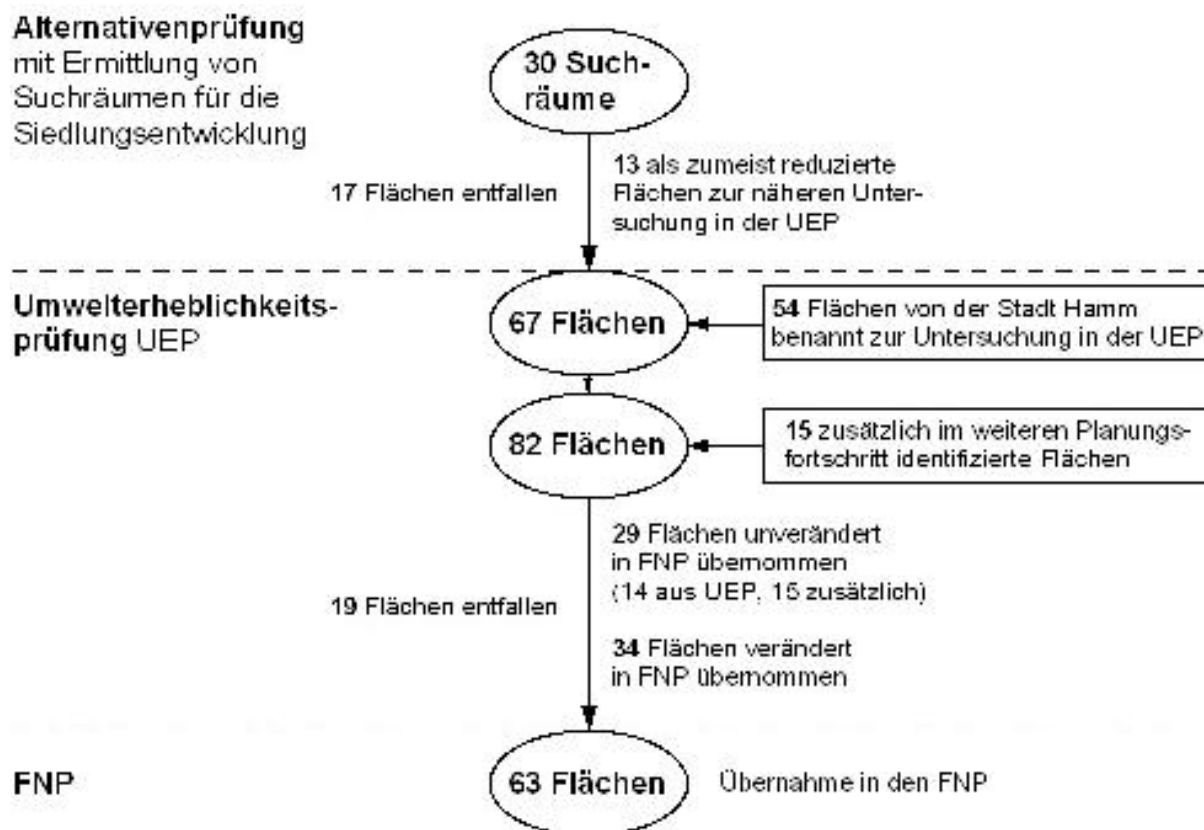 Alternativenprüfung
mit Ermittlung von
Suchräumen für die
Siedlungsentwicklung
30 Such-
räume
17 Flächen entfallen
13 als zumeist reduzierte
Flächen zur näheren Unter-
suchung in der UEP
Umwelterheblichkeits-
prüfung UEP
67 Flächen
54 Flächen von der Stadt Hamm
benannt zur Untersuchung in der UEP
82 Flächen
15 zusätzlich im weiteren Planungs-
fortschritt identifizierte Flächen
19 Flächen entfallen
29 Flächen unverändert
in FNP übernommen
(14 aus UEP, 15 zusätzlich)
34 Flächen verändert
in FNP übernommen
FNP
63 Flächen
Übernahme in den FNP